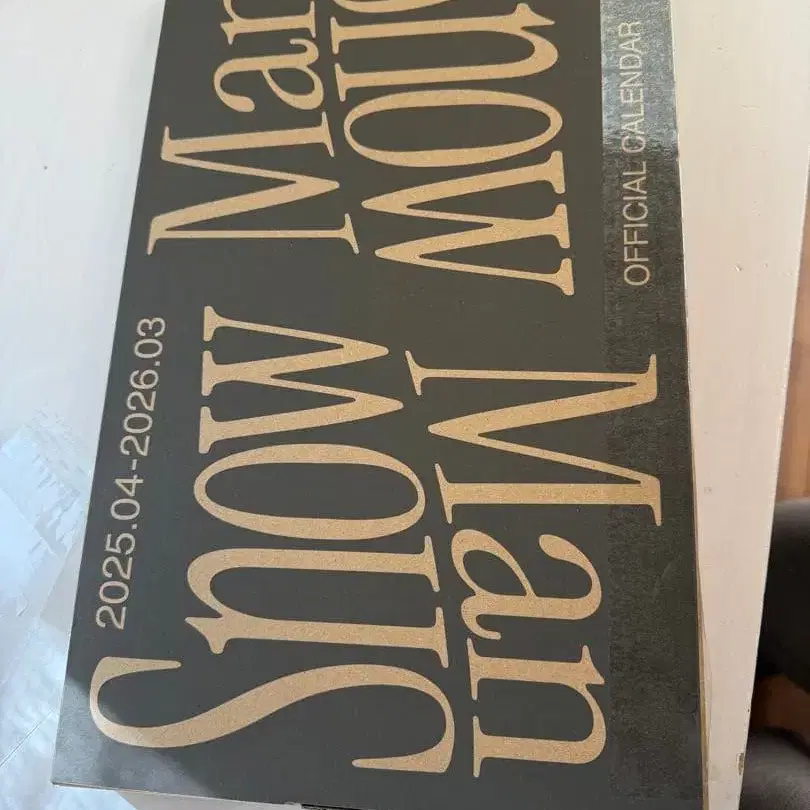 2025.04-2026.03
Snow Man
Man Snow
OFFICIAL CALENDAR